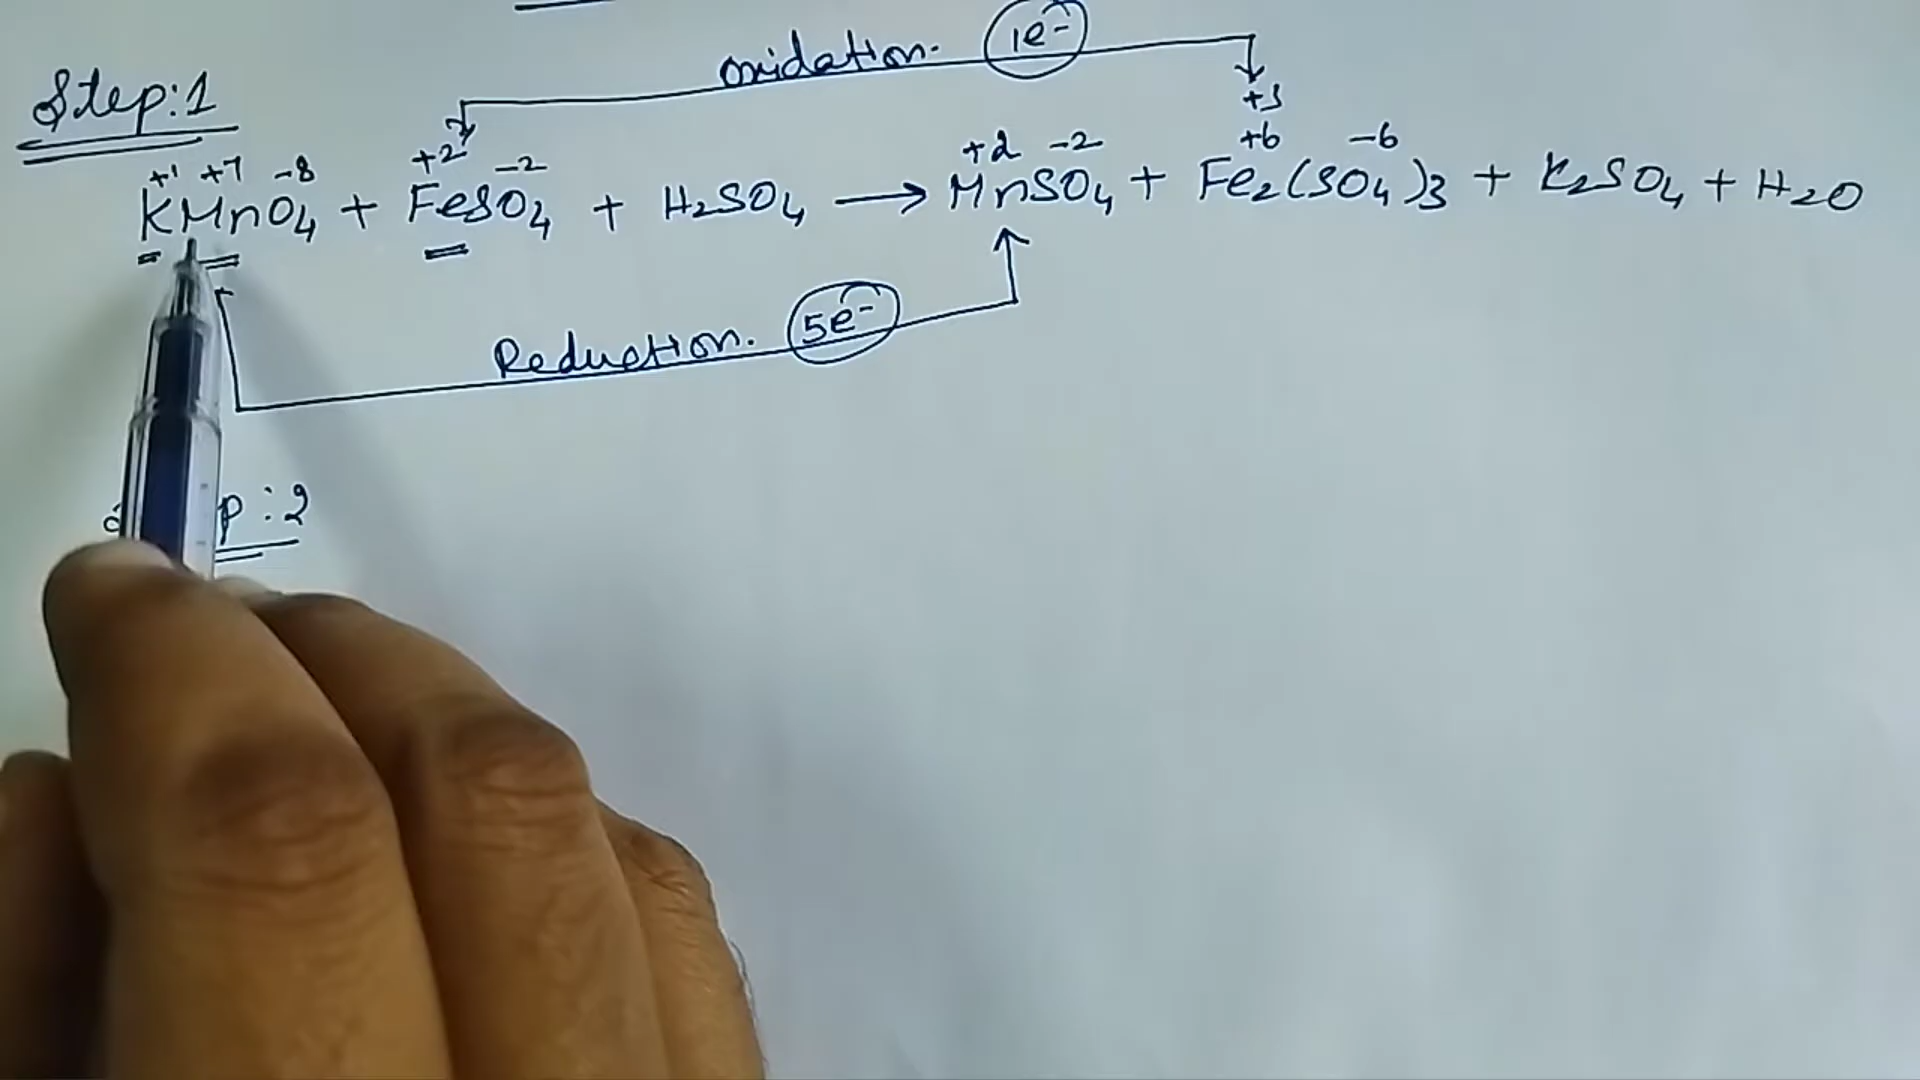 Oxidation. 1e⁻
Step:1
+3
+1 +7 -8 +2 -2 +2 -2 +6 -6
KMnO₄ + FeSO₄ + H₂SO₄ → MnSO₄ + Fe₂(SO₄)₃ + K₂SO₄ + H₂O
Reduction. 5e⁻
p:2